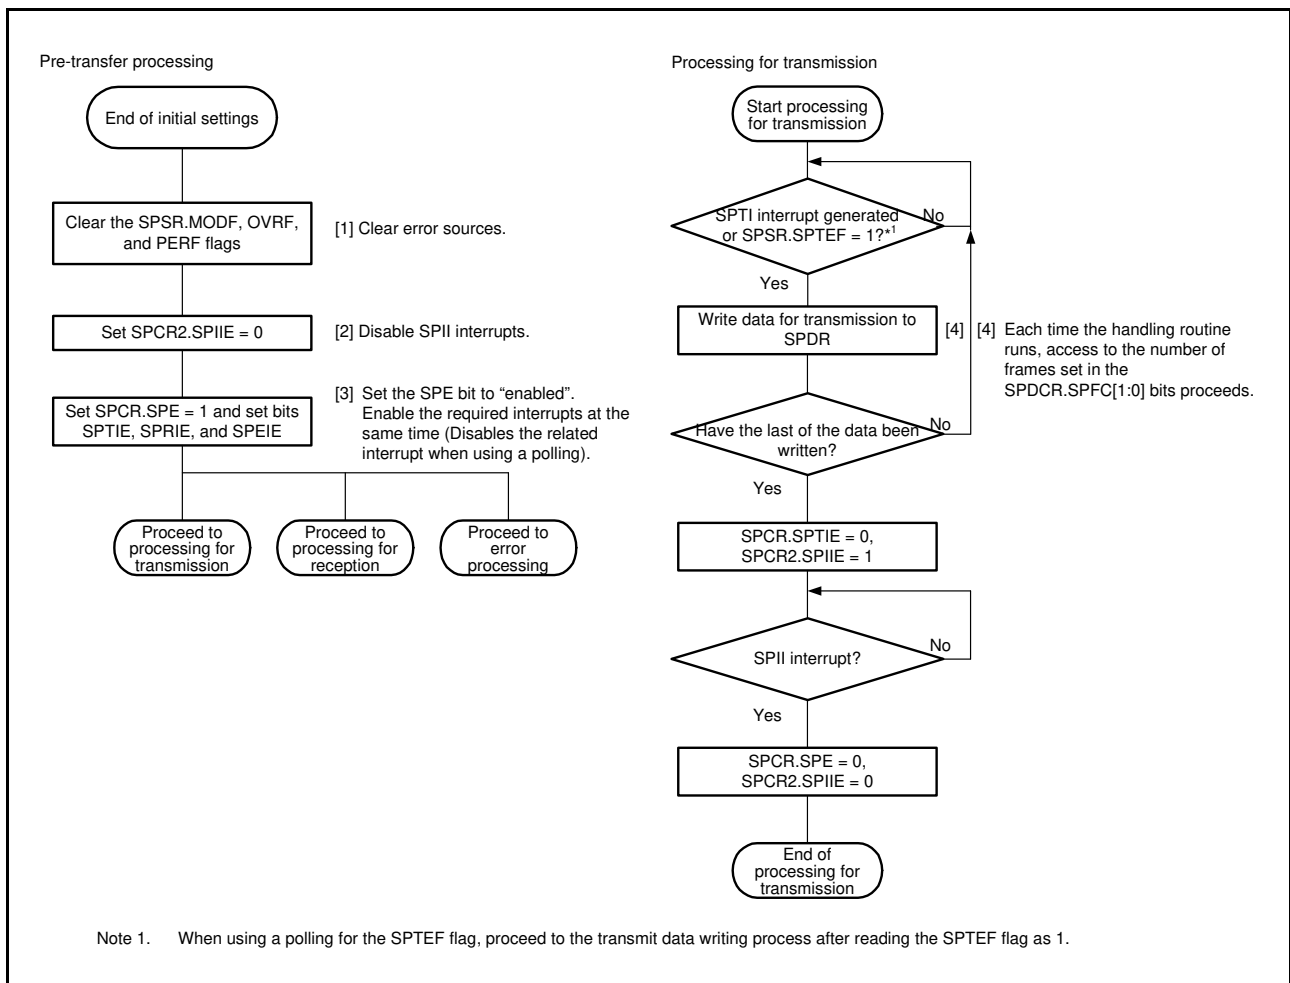 Pre-transfer processing
End of initial settings
Clear the SPSR.MODF, OVRF,
and PERF flags
[1] Clear error sources.
Set SPCR2.SPIIE = 0
[2] Disable SPII interrupts.
Set SPCR.SPE = 1 and set bits
SPTIE, SPRIE, and SPEIE
[3] Set the SPE bit to “enabled”.
Enable the required interrupts at the
same time (Disables the related
interrupt when using a polling).
Proceed to
processing for
transmission
Proceed to
processing for
reception
Proceed to
error
processing
Processing for transmission
Start processing
for transmission
SPTI interrupt generated
or SPSR.SPTEF = 1?*1
No
Yes
Write data for transmission to
SPDR
[4]
[4] Each time the handling routine
runs, access to the number of
frames set in the
SPDCR.SPFC[1:0] bits proceeds.
Have the last of the data been
written?
No
Yes
SPCR.SPTIE = 0,
SPCR2.SPIIE = 1
SPII interrupt?
No
Yes
SPCR.SPE = 0,
SPCR2.SPIIE = 0
End of
processing for
transmission
Note 1. When using a polling for the SPTEF flag, proceed to the transmit data writing process after reading the SPTEF flag as 1.